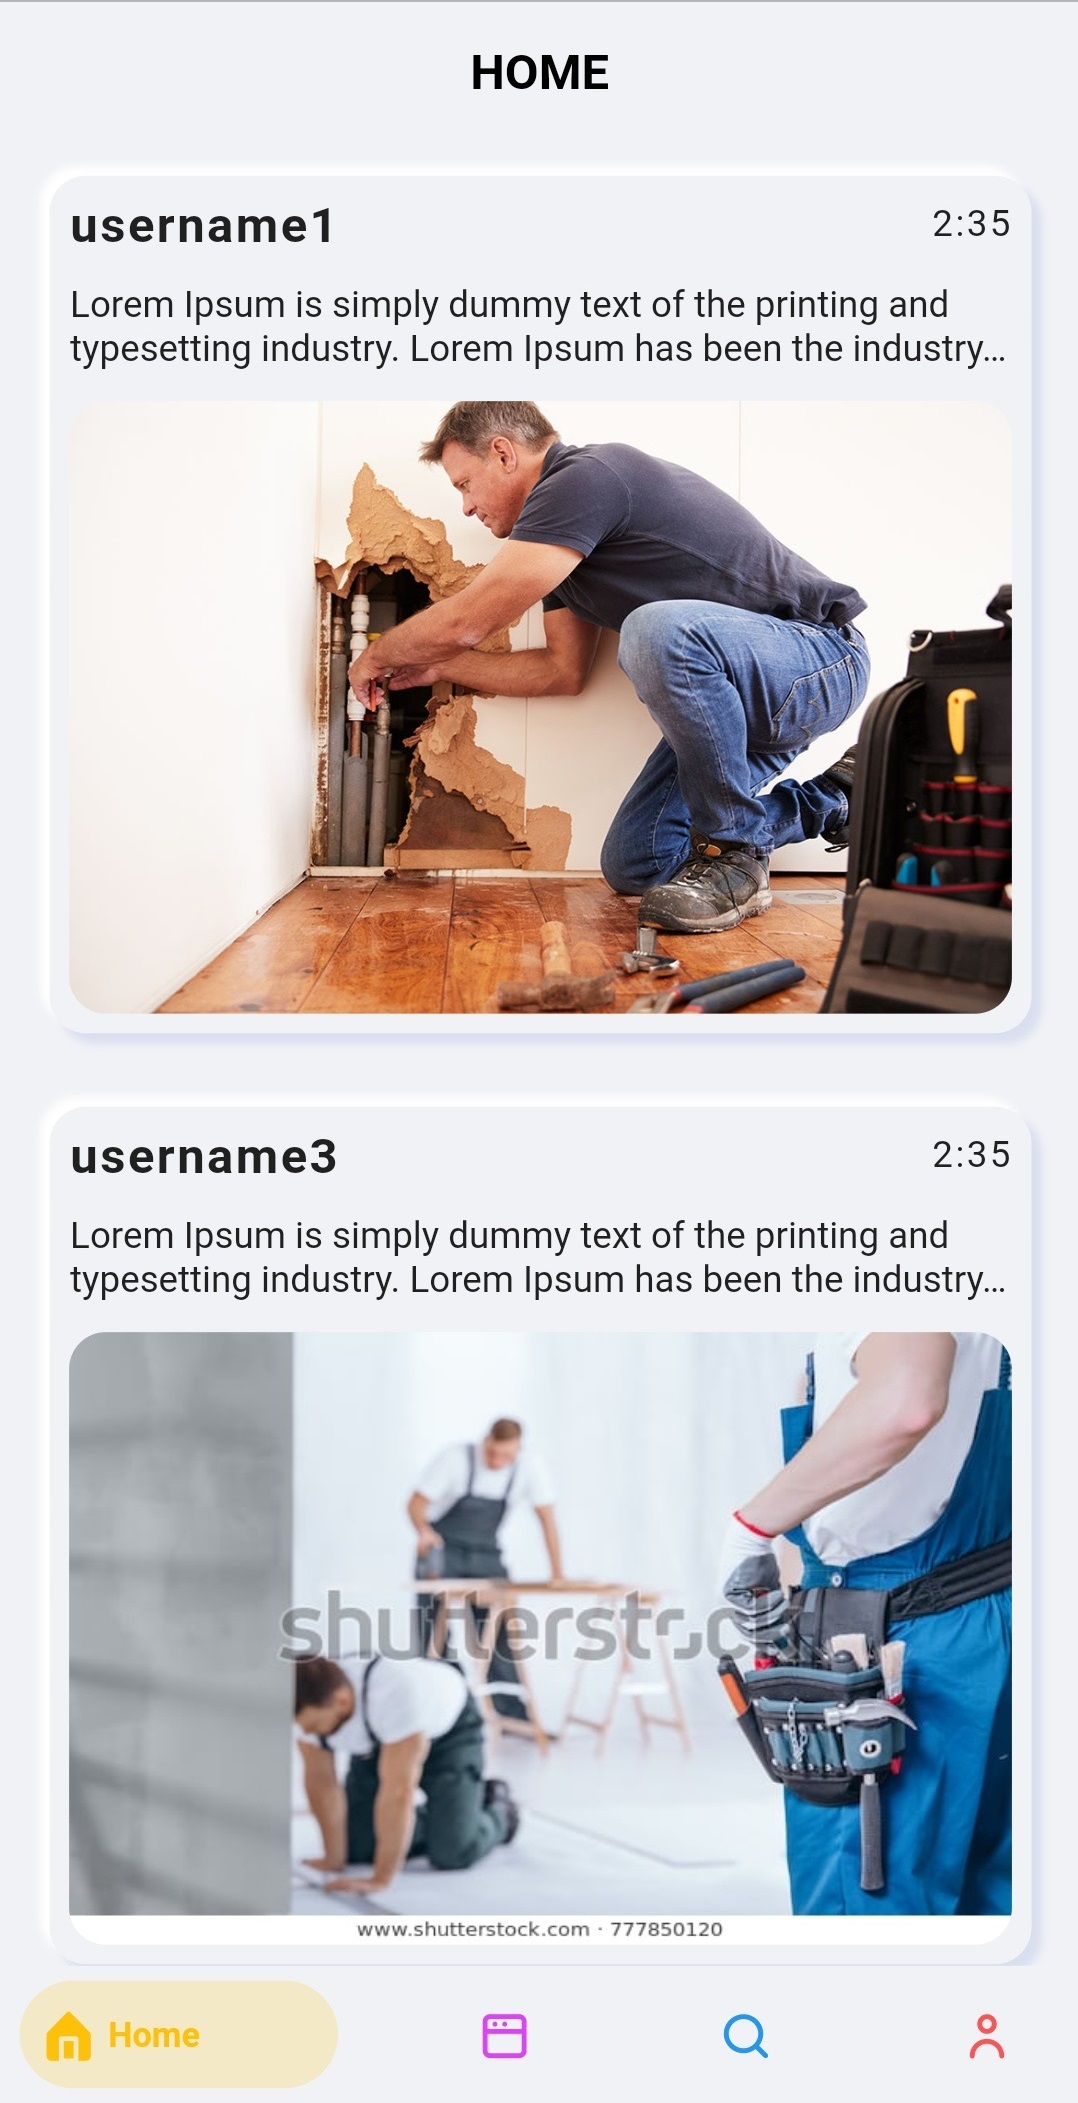 HOME
username1
2:35
Lorem Ipsum is simply dummy text of the printing and
typesetting industry. Lorem Ipsum has been the industry...
username3
2:35
Lorem Ipsum is simply dummy text of the printing and
typesetting industry. Lorem Ipsum has been the industry...
shutterstock
www.shutterstock.com · 777850120
Home